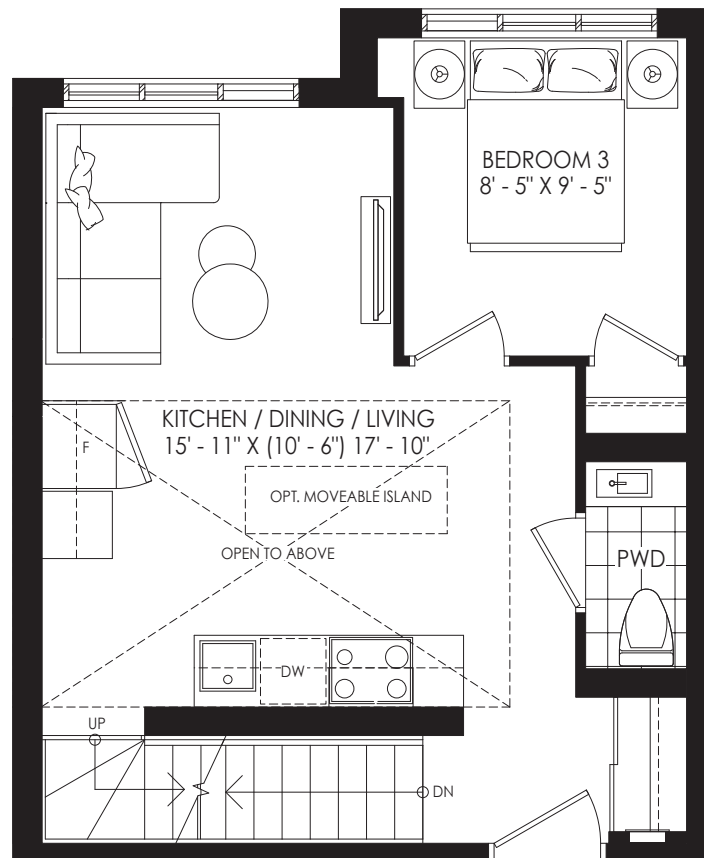 BEDROOM 3
8' - 5" X 9' - 5"
KITCHEN / DINING / LIVING
15' - 11" X (10' - 6") 17' - 10"
F
OPT. MOVEABLE ISLAND
OPEN TO ABOVE
PWD
DW
UP
DN